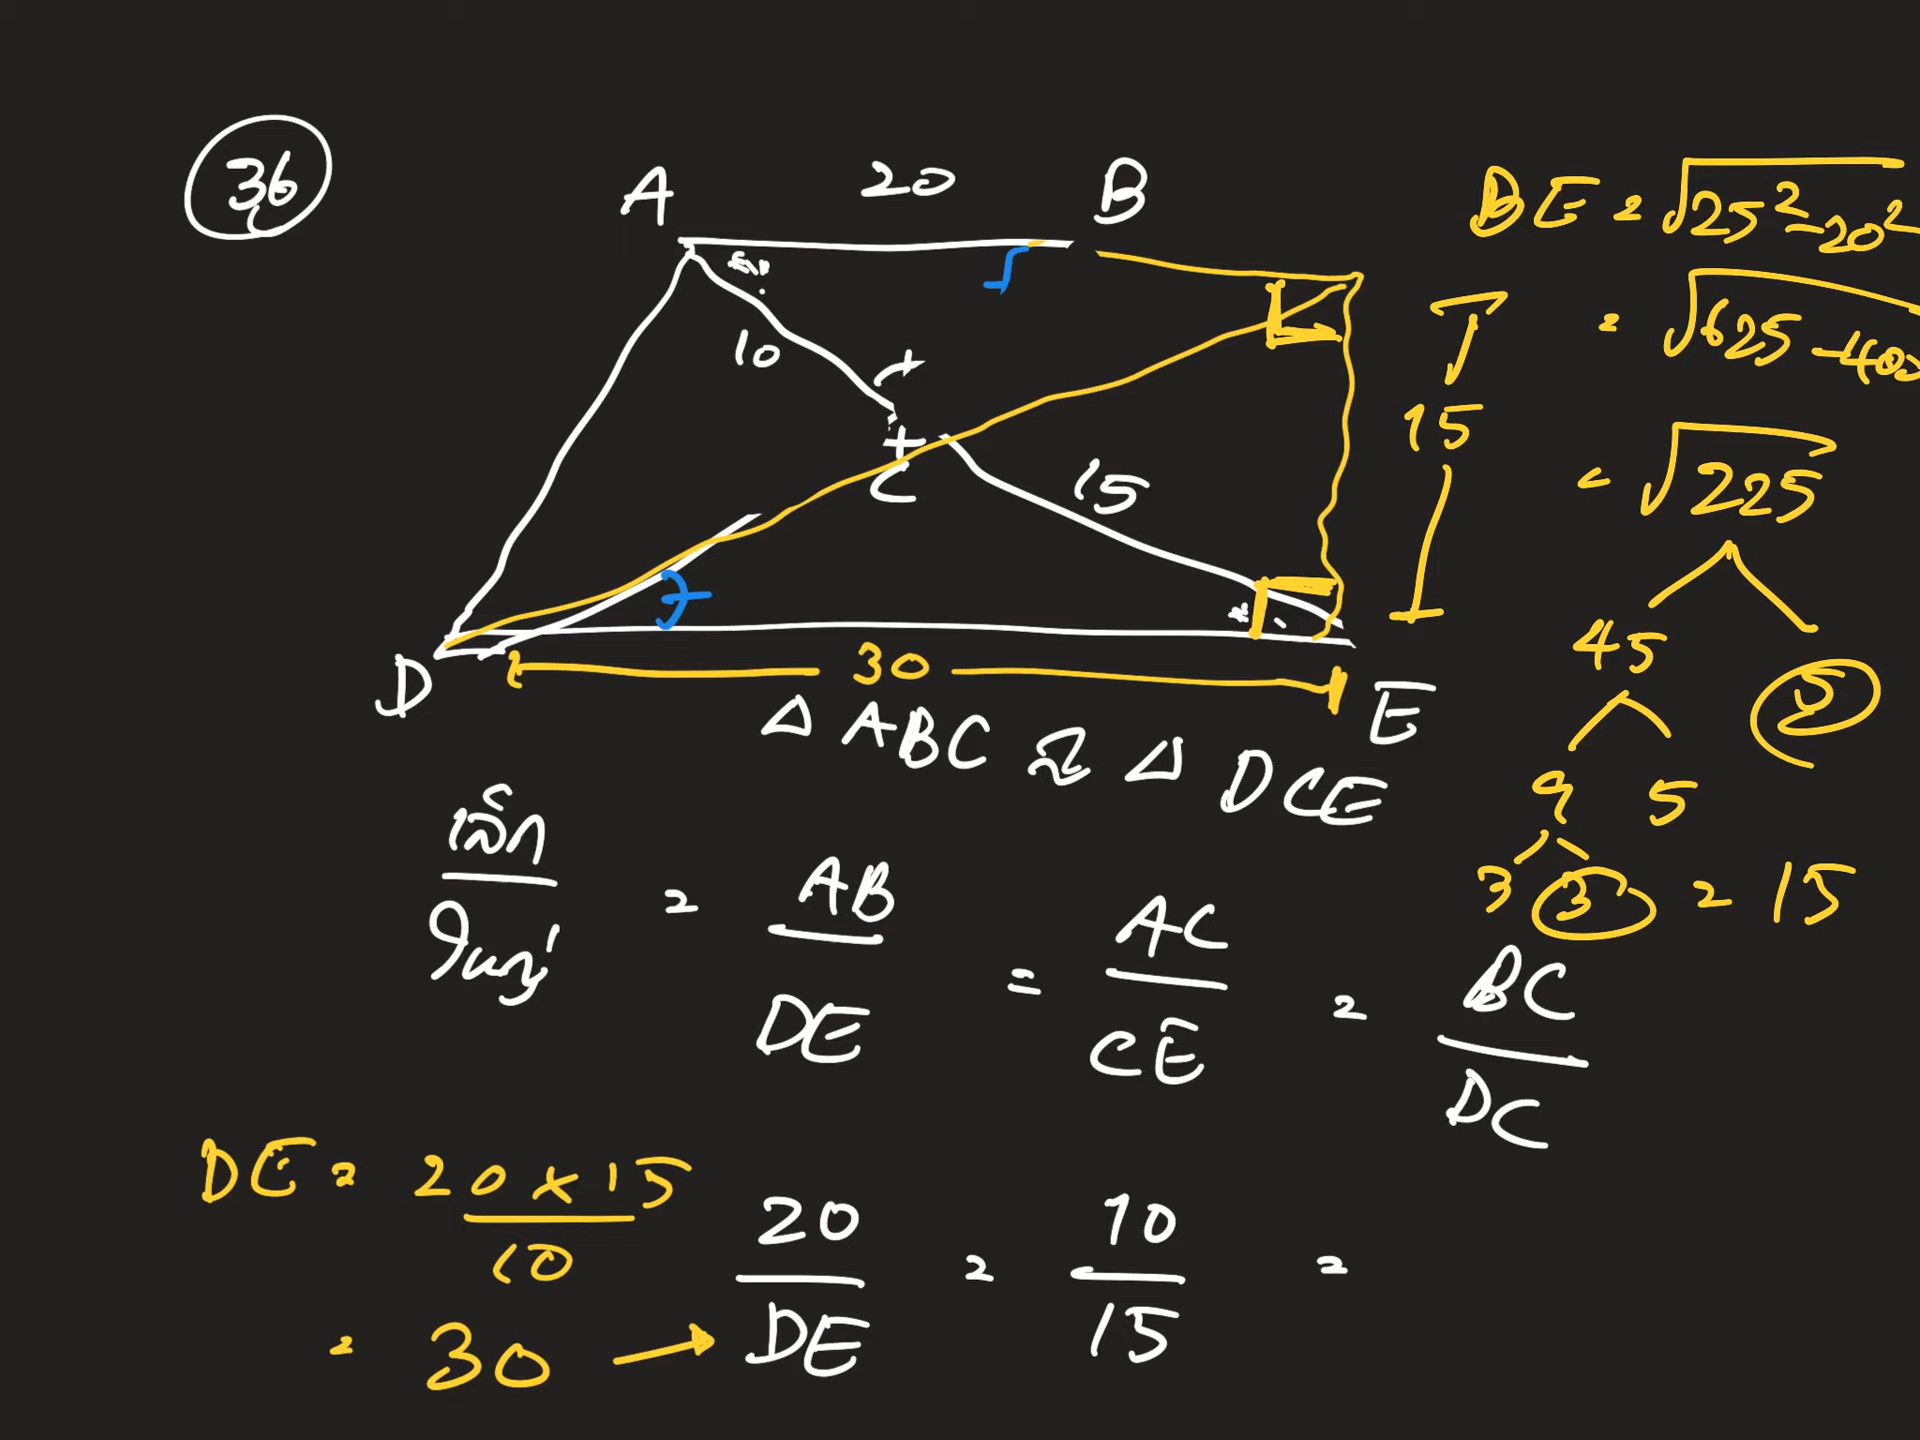 36
A 20 B
10
C
15
D 30 E
15
BE = √25² - 20²
= √625 - 400
= √225
45 5
9 5
3 5 = 15
△ ABC ≈ △ DCE
เล็ก/ใหญ่ = AB/DE = AC/CE = BC/DC
20/DE = 10/15 =
DE = 20 × 15/10
= 30 →